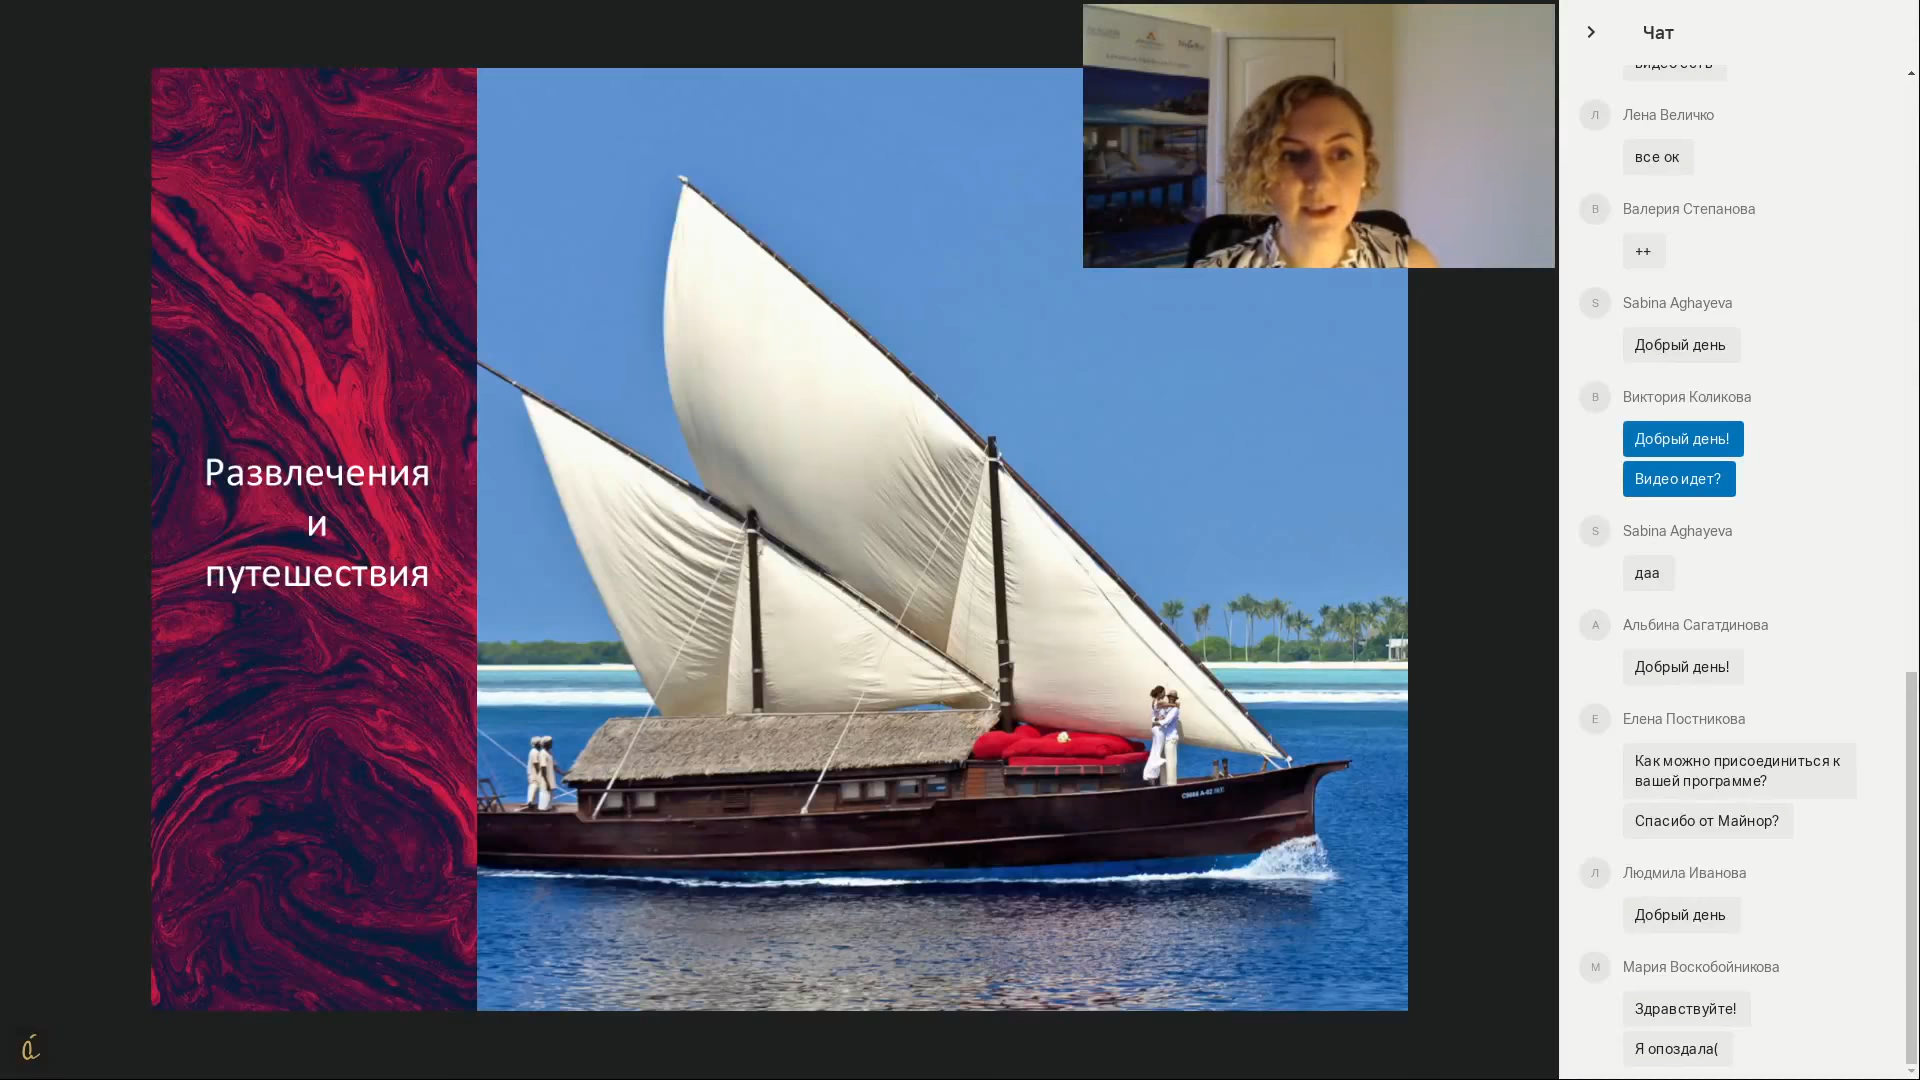 Развлечения
и
путешествия
á
Чат
видео есть
Л
Лена Величко
все ок
В
Валерия Степанова
++
S
Sabina Aghayeva
Добрый день
В
Виктория Коликова
Добрый день!
Видео идет?
S
Sabina Aghayeva
даа
А
Альбина Сагатдинова
Добрый день!
Е
Елена Постникова
Как можно присоединиться к
вашей программе?
Спасибо от Майнор?
Л
Людмила Иванова
Добрый день
М
Мария Воскобойникова
Здравствуйте!
Я опоздала(